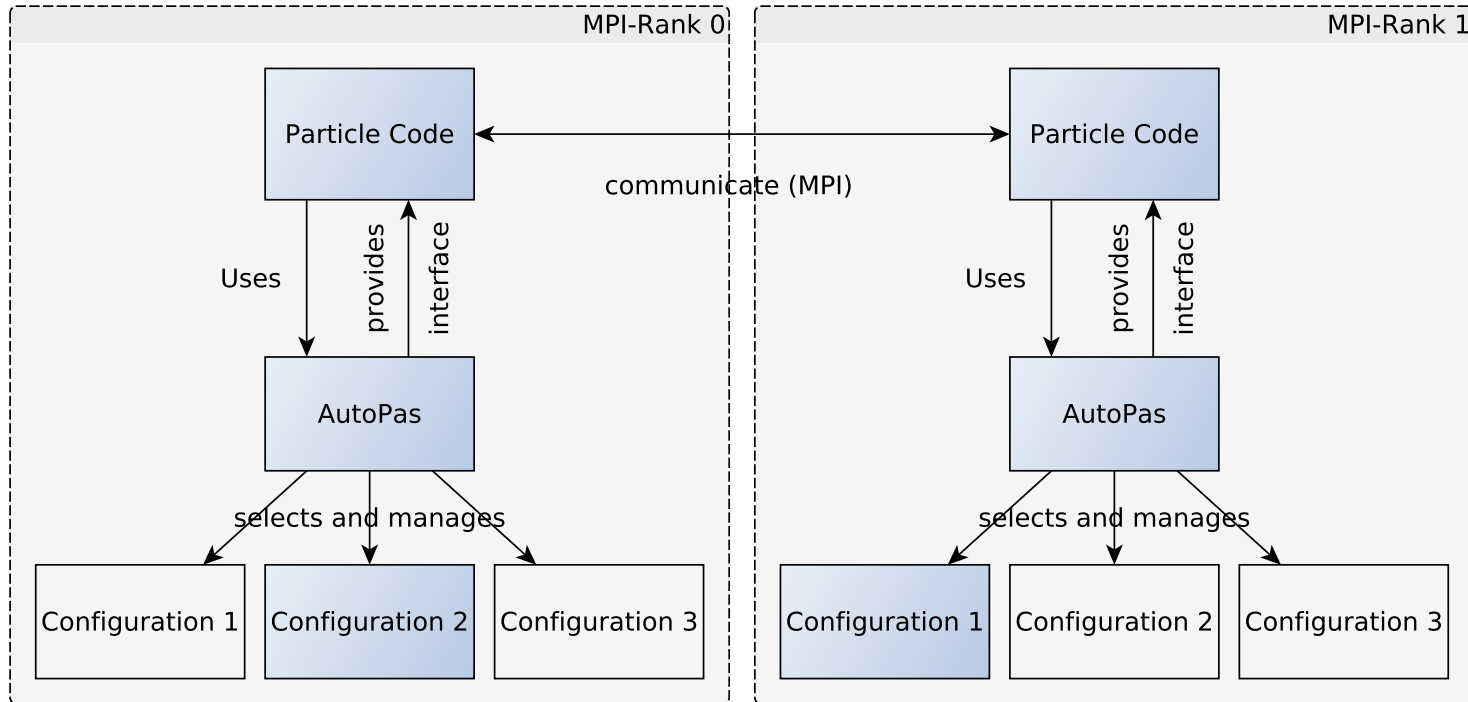 MPI-Rank 0
MPI-Rank 1
Particle Code
Particle Code
communicate (MPI)
Uses
provides
interface
Uses
provides
interface
AutoPas
AutoPas
selects and manages
selects and manages
Configuration 1
Configuration 2
Configuration 3
Configuration 1
Configuration 2
Configuration 3